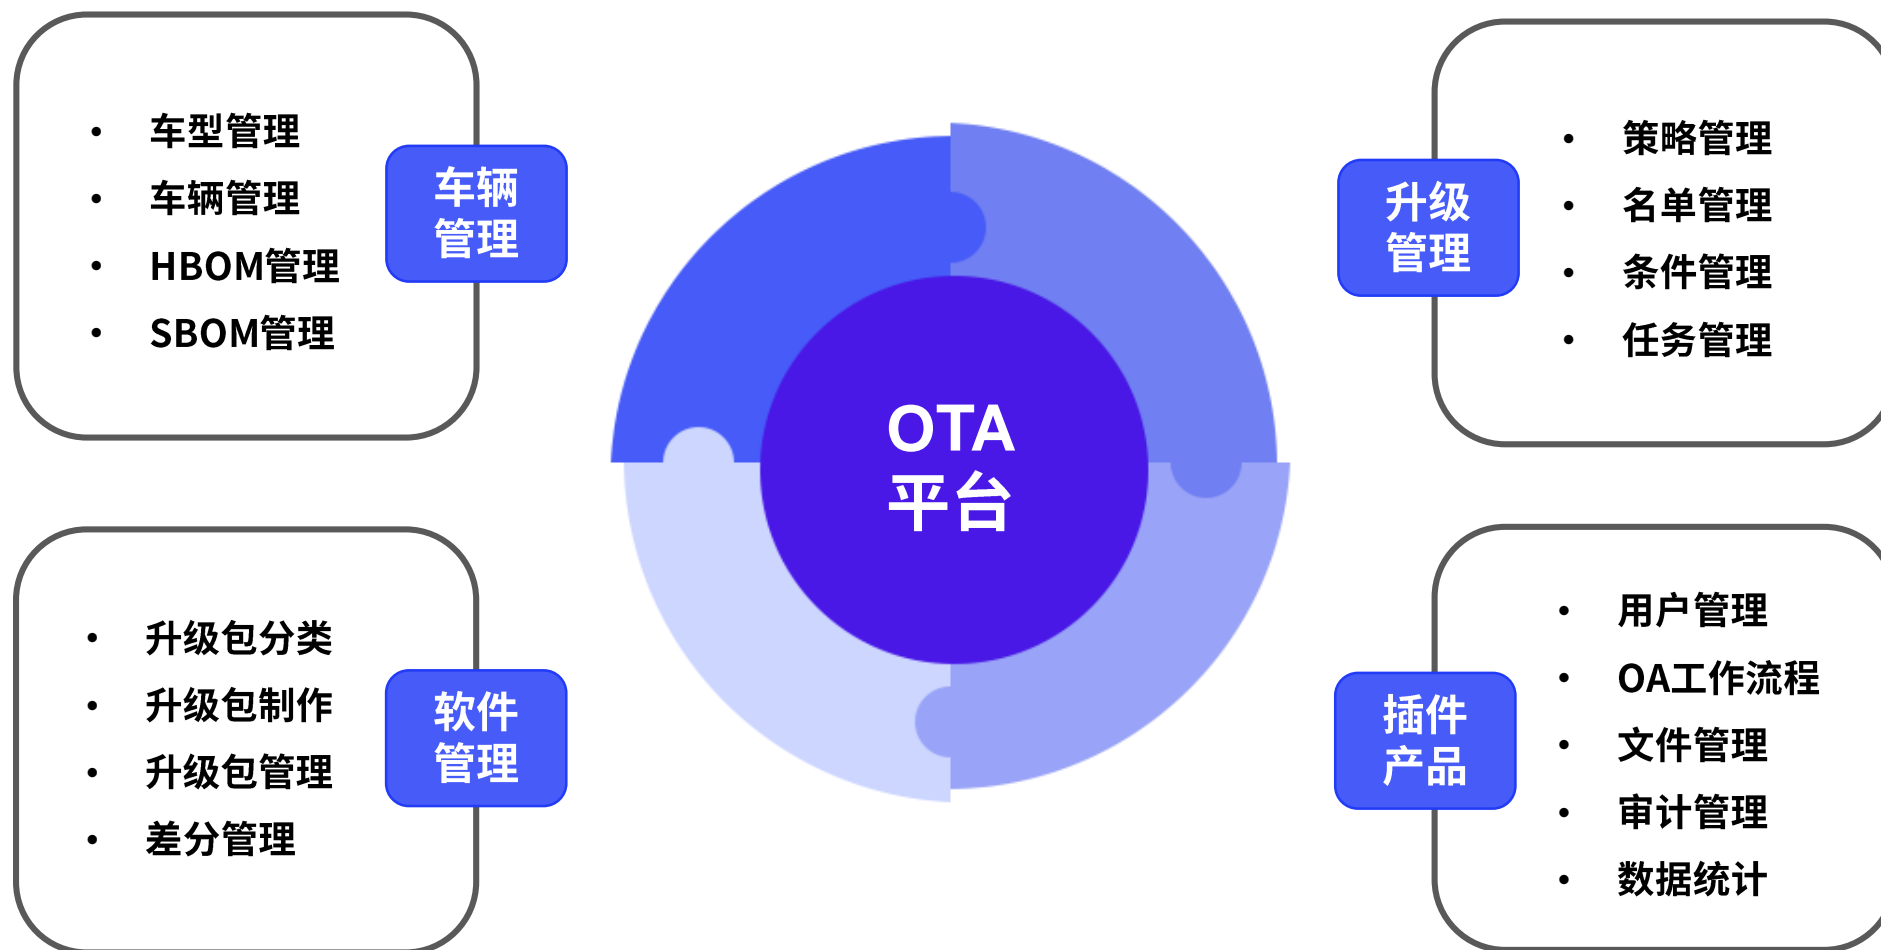 • 车型管理
• 车辆管理
• HBOM管理
• SBOM管理
车辆
管理
• 升级包分类
• 升级包制作
• 升级包管理
• 差分管理
软件
管理
OTA
平台
升级
管理
• 策略管理
• 名单管理
• 条件管理
• 任务管理
插件
产品
• 用户管理
• OA工作流程
• 文件管理
• 审计管理
• 数据统计